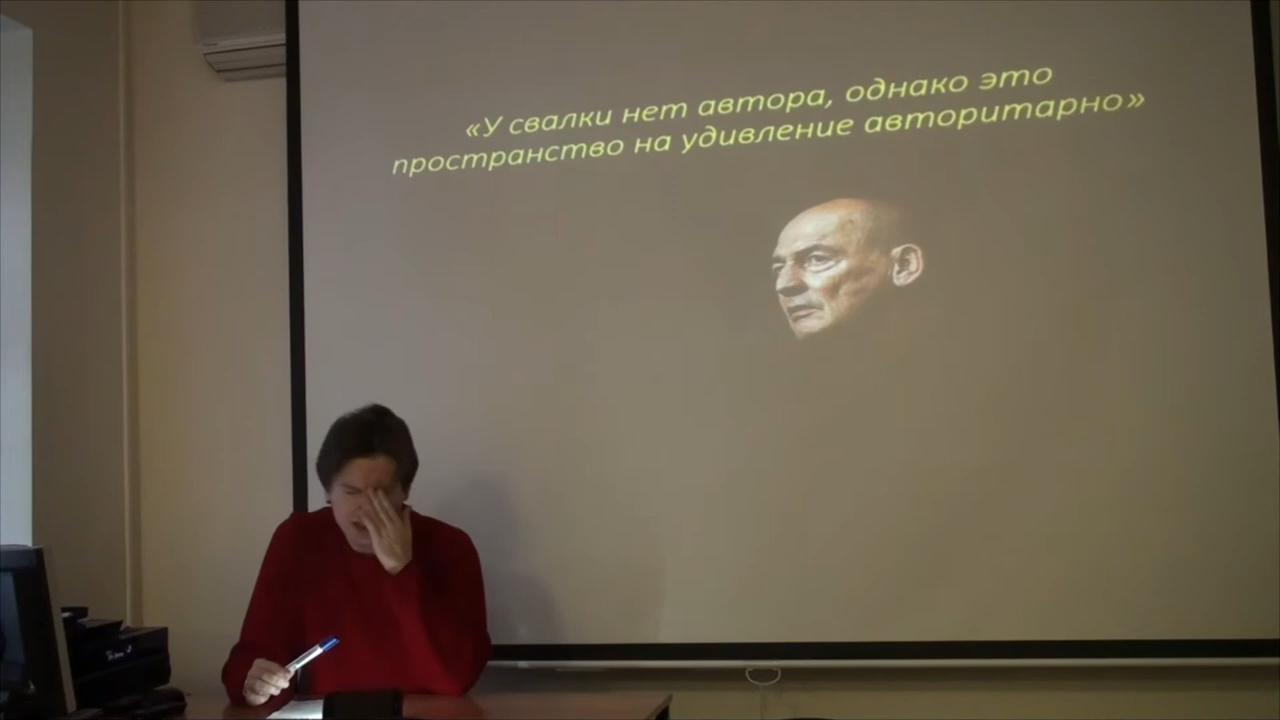 «У свалки нет автора, однако это
пространство на удивление авторитарно»